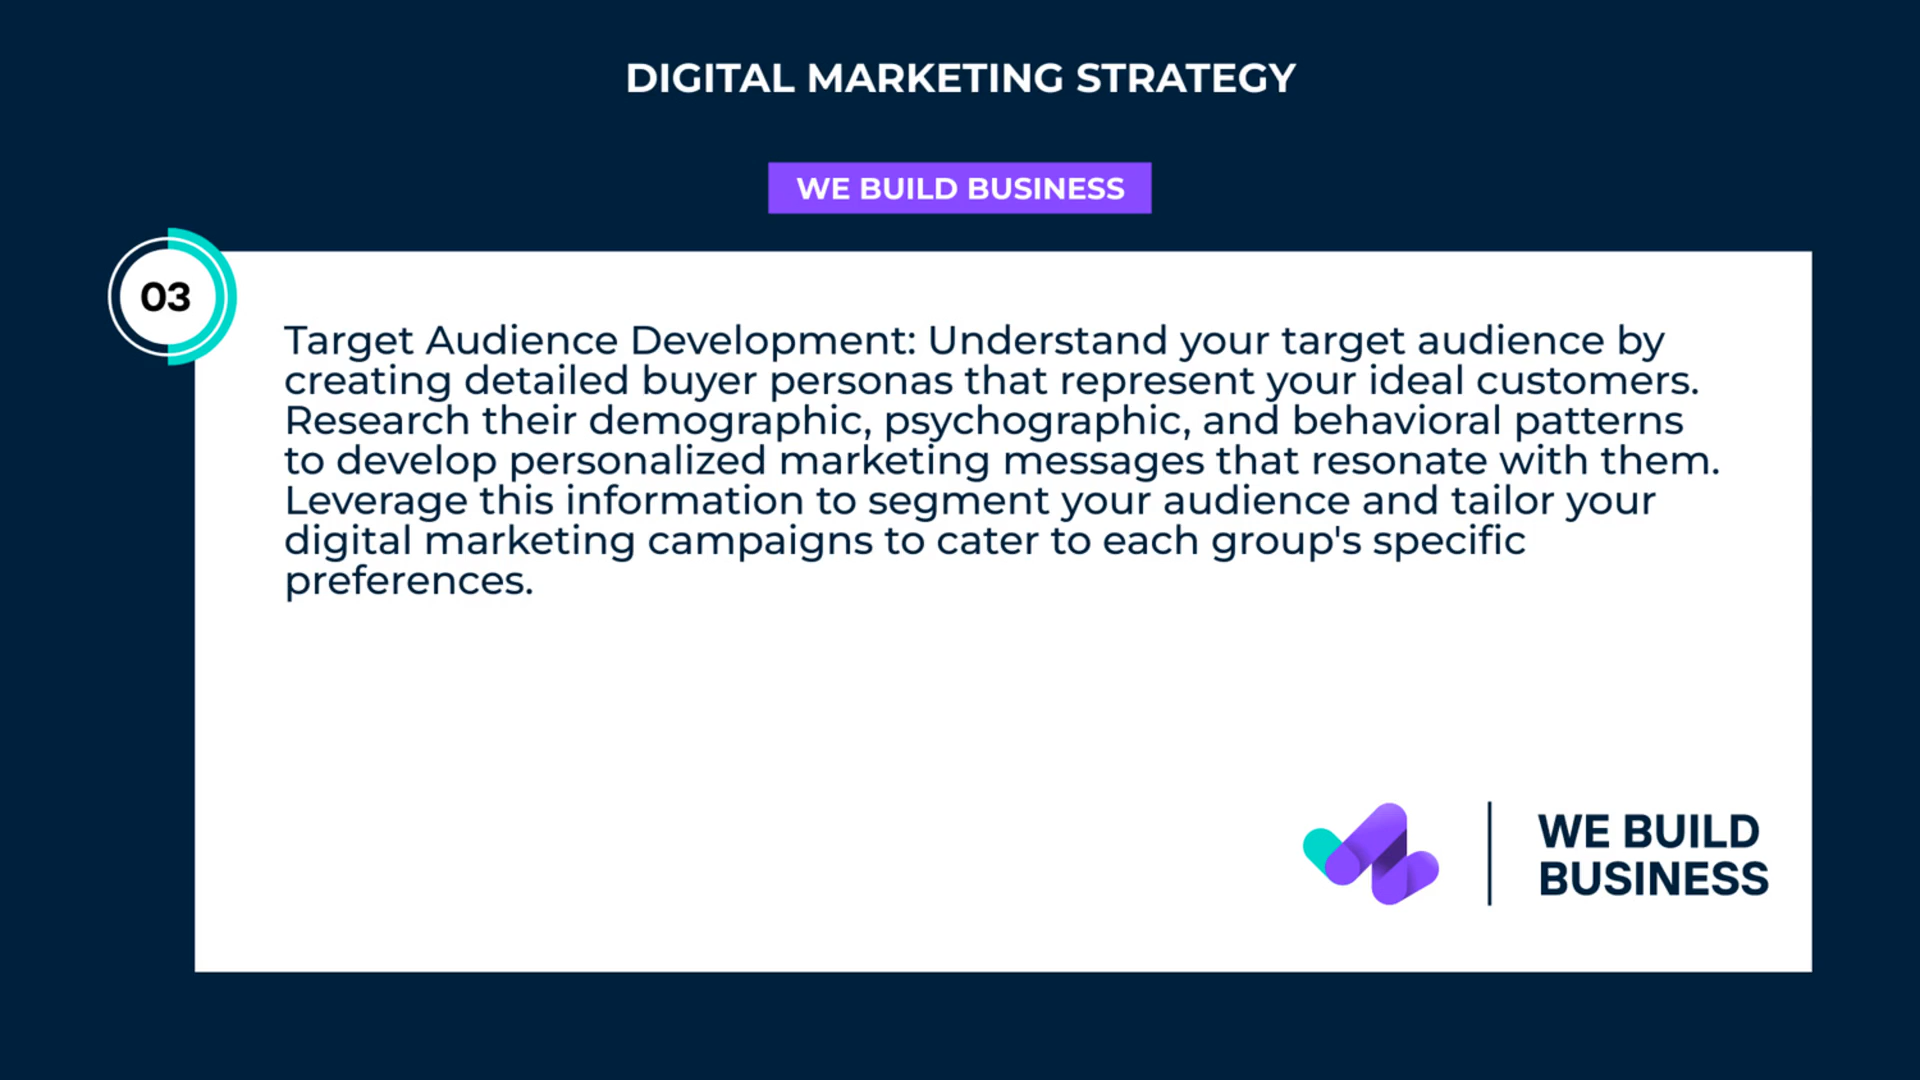 DIGITAL MARKETING STRATEGY
WE BUILD BUSINESS
03
Target Audience Development: Understand your target audience by
creating detailed buyer personas that represent your ideal customers.
Research their demographic, psychographic, and behavioral patterns
to develop personalized marketing messages that resonate with them.
Leverage this information to segment your audience and tailor your
digital marketing campaigns to cater to each group's specific
preferences.
WE BUILD
BUSINESS